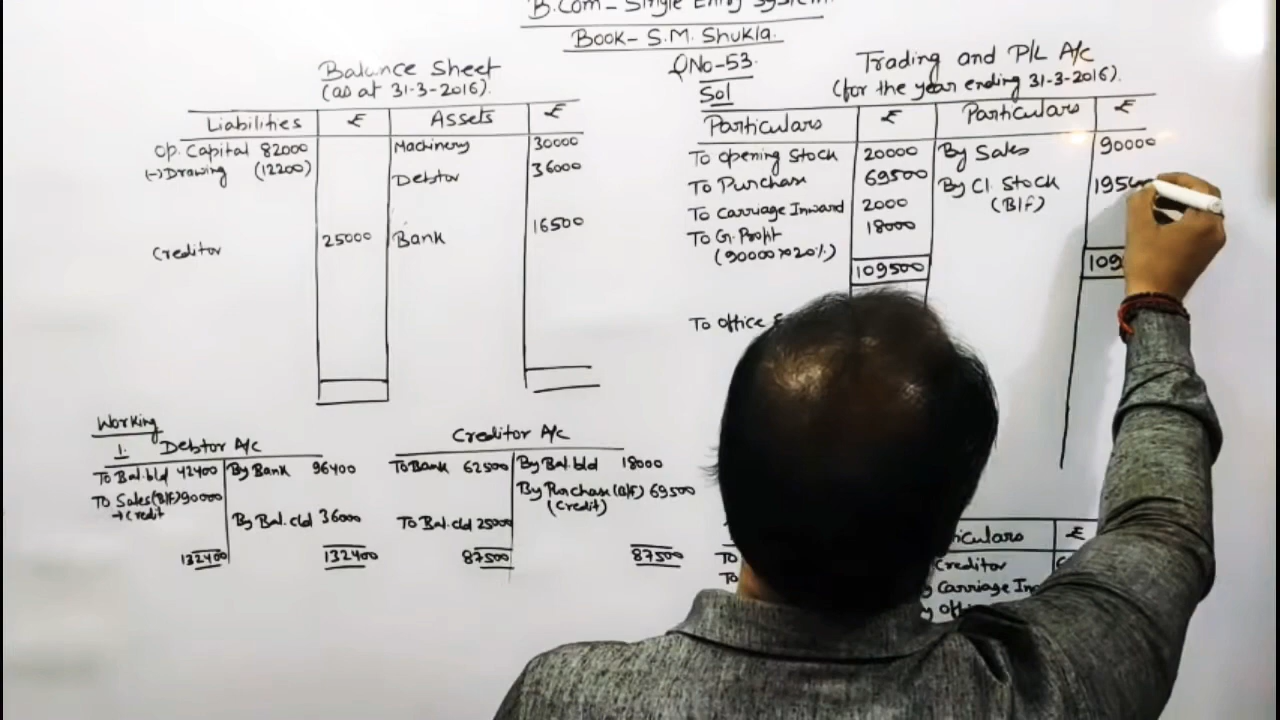 B.Com - Single Entry System.
Book - S.M. Shukla.
QNo-53.
Sol
Balance Sheet
(as at 31-3-2016).
Liabilities ₹ Assets ₹
Op. Capital 82000 Machinery 30000
(-) Drawing (12200) Debtor 36000
Creditor 25000 Bank 16500
Trading and P/L A/c
(for the year ending 31-3-2016).
Particulars ₹ Particulars ₹
To Opening Stock 20000 By Sales 90000
To Purchase 69500 By Cl. Stock
(B/F)
To Carriage Inward 2000
To G. Profit 18000
(90000 × 20%)
109500
To Office
Working
1. Debtor A/c
To Bal. b/d 42400 By Bank 96400
To Sales (B/F) 90000
→ Credit
By Bal. c/d 36000
132400 132400
Creditor A/c
To Bank 62500 By Bal. b/d 18000
By Purchase (B/F) 69500
(Credit)
To Bal. c/d 25000
87500 87500
₹
Creditor
Carriage
To
To